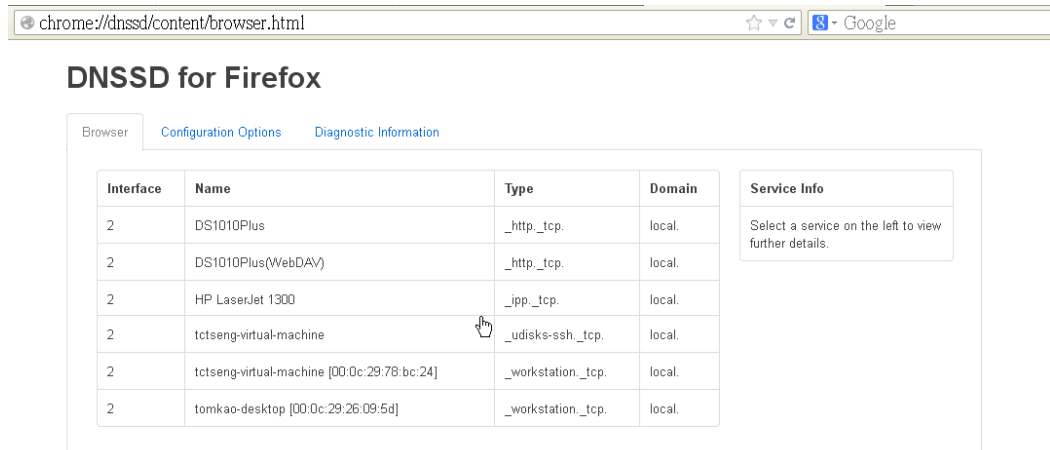 chrome://dnssd/content/browser.html
Google
DNSSD for Firefox
Browser Configuration Options Diagnostic Information
Interface Name Type Domain
2 DS1010Plus _http._tcp. local.
2 DS1010Plus(WebDAV) _http._tcp. local.
2 HP LaserJet 1300 _ipp._tcp. local.
2 tctseng-virtual-machine _udisks-ssh._tcp. local.
2 tctseng-virtual-machine [00:0c:29:78:bc:24] _workstation._tcp. local.
2 tomkao-desktop [00:0c:29:26:09:5d] _workstation._tcp. local.
Service Info
Select a service on the left to view
further details.